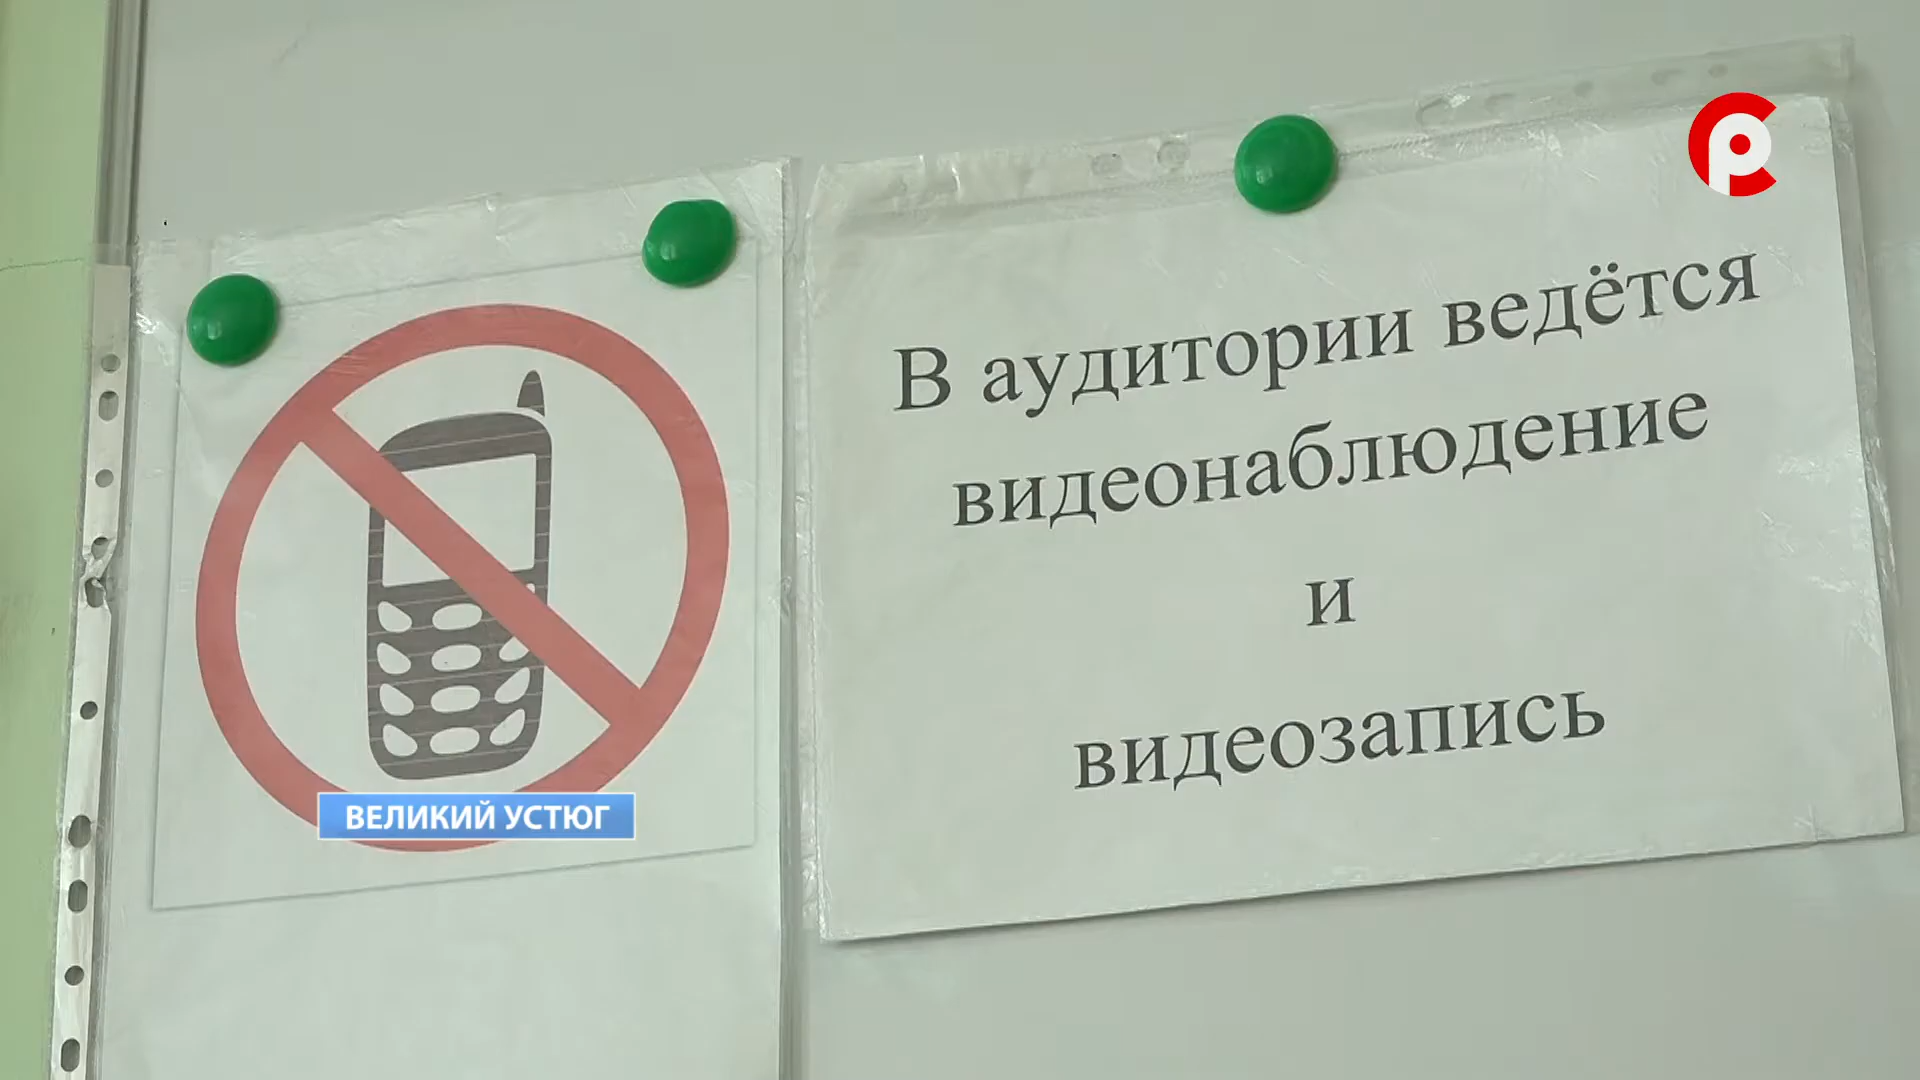 В аудитории ведётся
видеонаблюдение
и
видеозапись
ВЕЛИКИЙ УСТЮГ